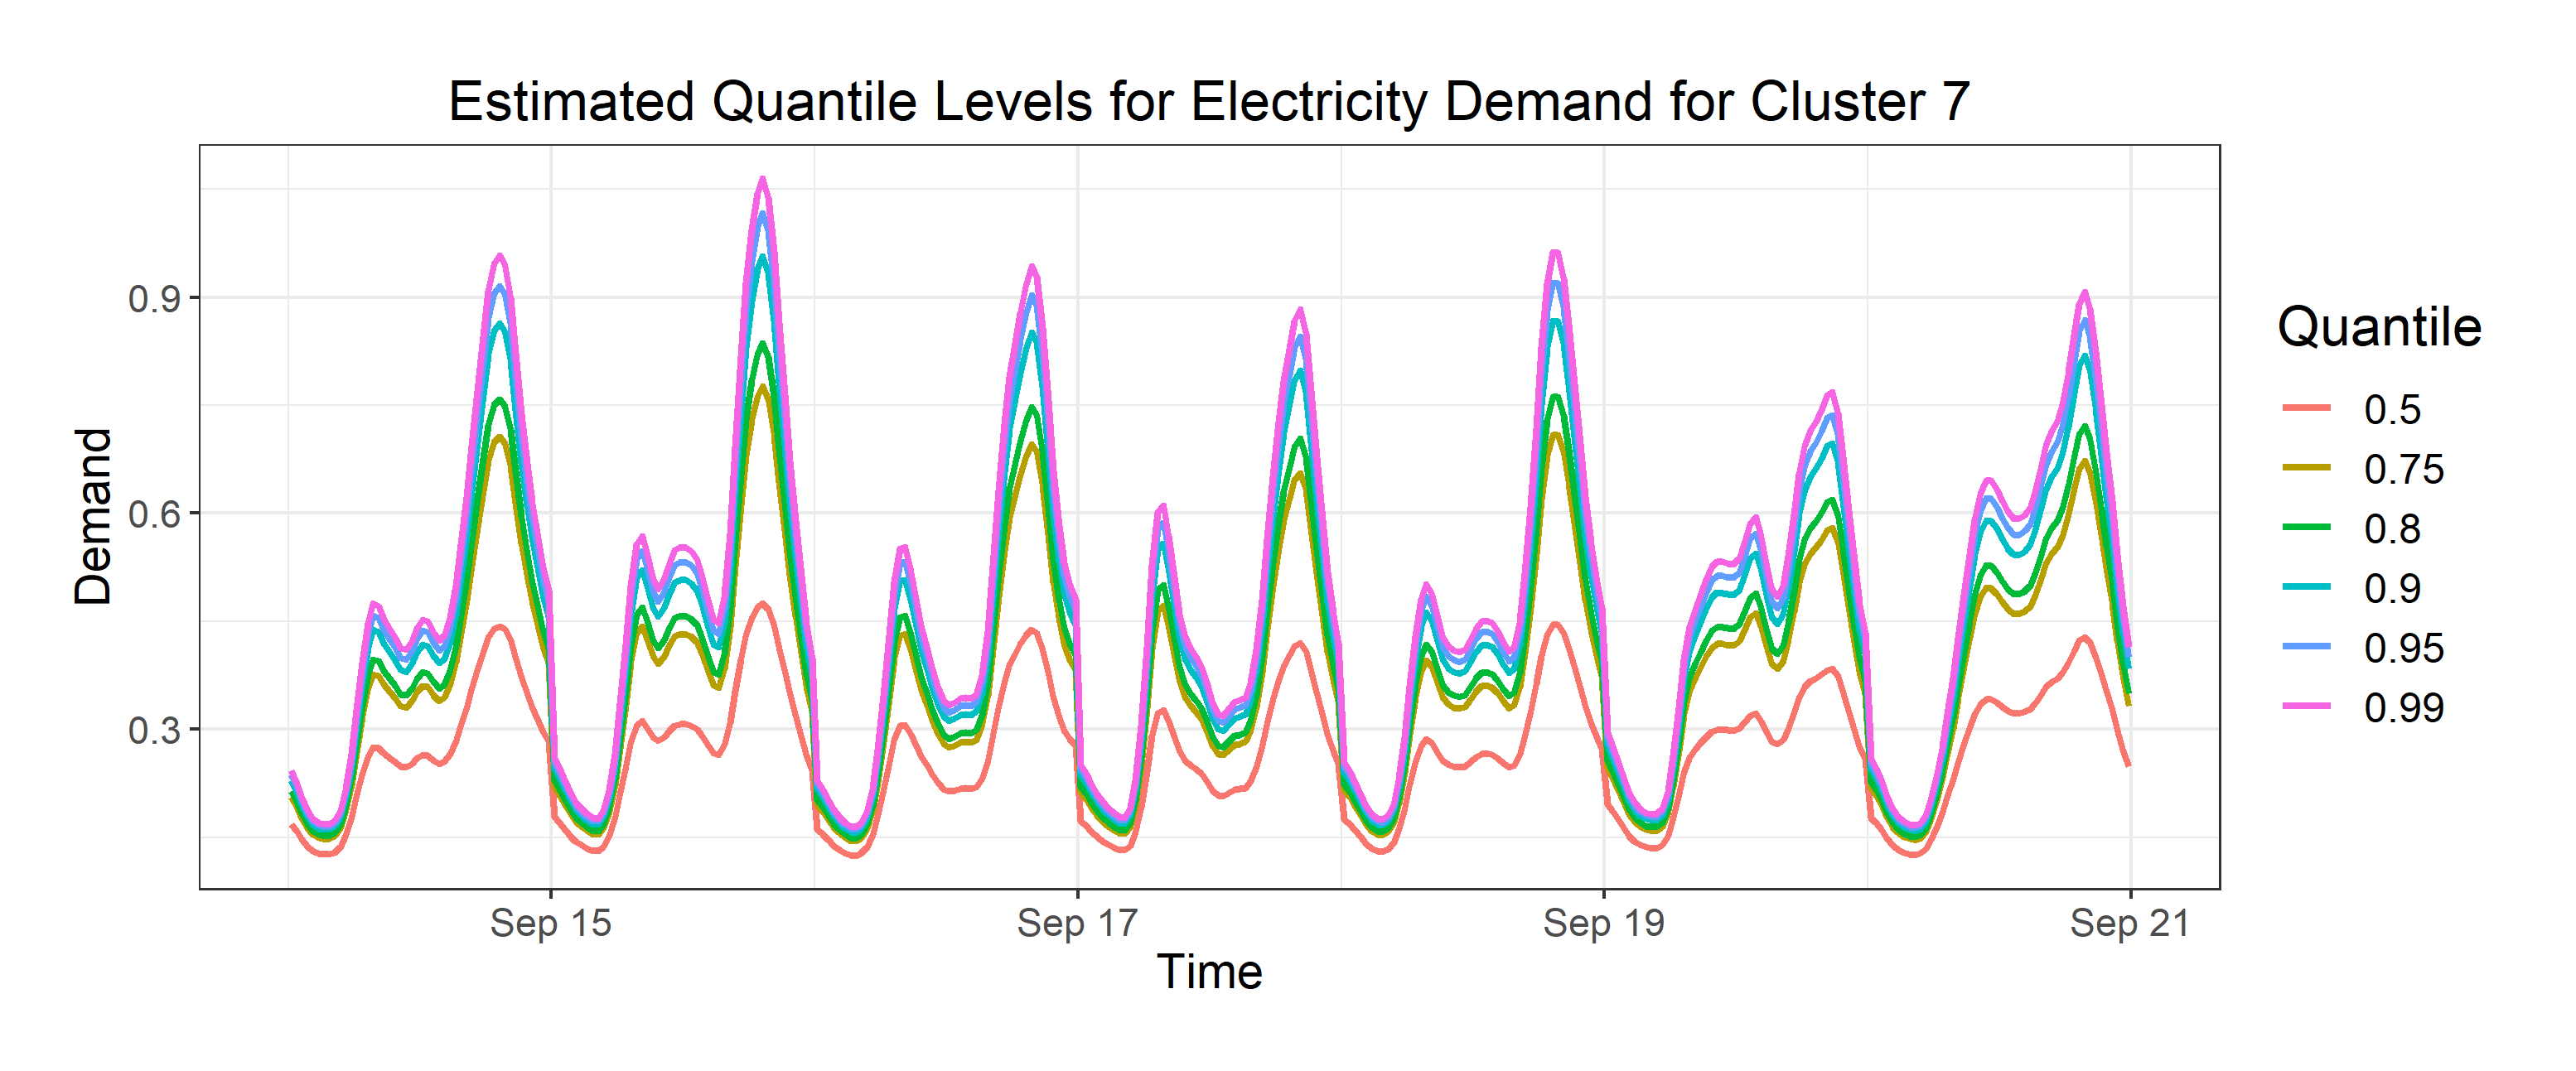 Estimated Quantile Levels for Electricity Demand for Cluster 7
Demand
0.9
0.6
0.3
Sep 15
Sep 17
Sep 19
Sep 21
Time
Quantile
0.5
0.75
0.8
0.9
0.95
0.99